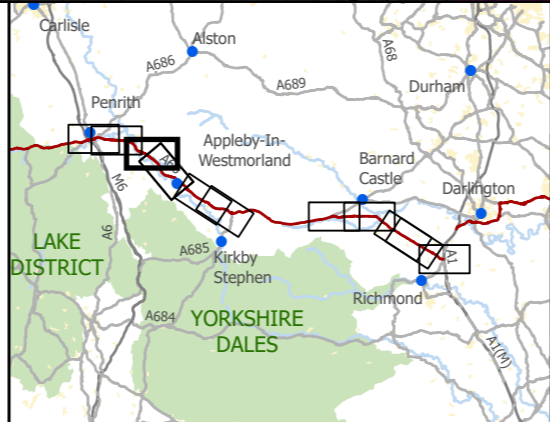 Carlisle
A686
Alston
A68
A689
Durham
Penrith
Appleby-In-
Westmorland
Barnard
Castle
Darlington
M6
A6
LAKE
DISTRICT
A685
Kirkby
Stephen
A1
Richmond
A684
YORKSHIRE
DALES
A1(M)